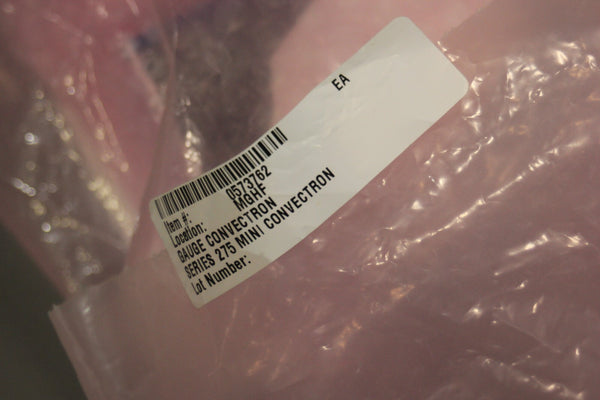 EA
Item #: 0573762
Location: MGHF
GAUGE CONVECTRON
SERIES 275 MINI CONVECTRON
Lot Number: